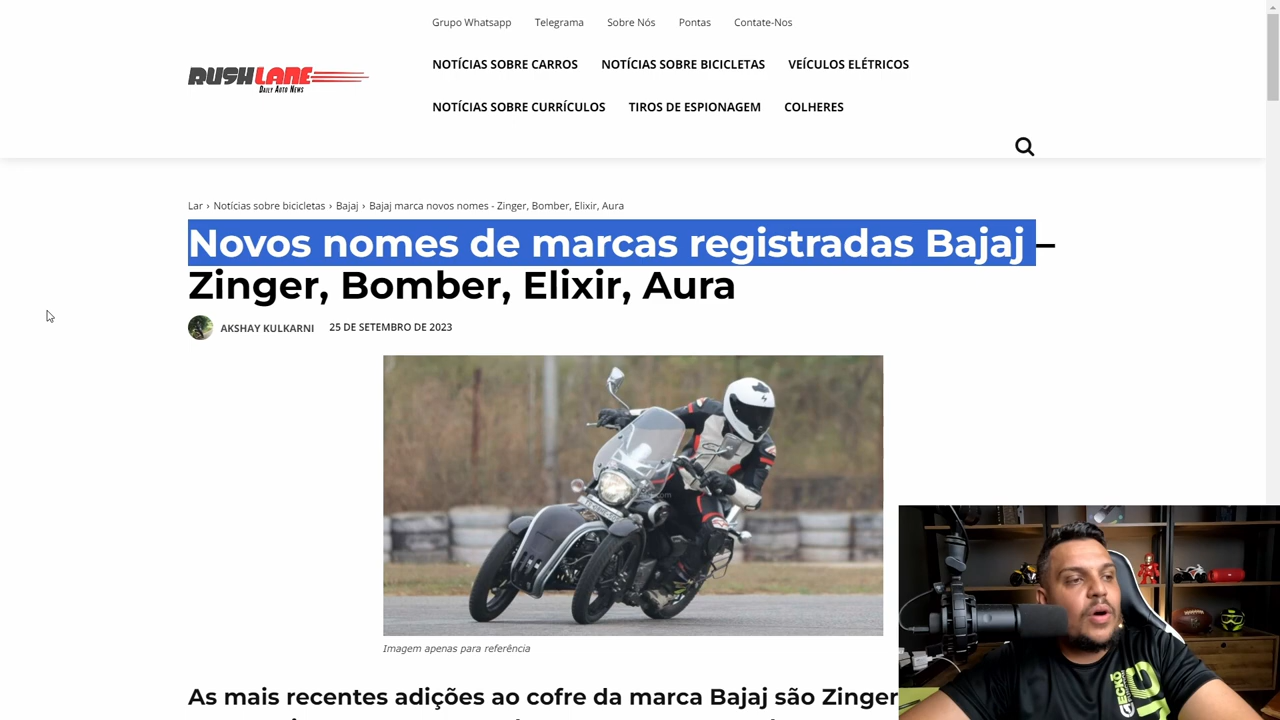 Grupo Whatsapp Telegrama Sobre Nós Pontas Contate-Nos
RUSHLANE
DAILY AUTO NEWS
NOTÍCIAS SOBRE CARROS NOTÍCIAS SOBRE BICICLETAS VEÍCULOS ELÉTRICOS
NOTÍCIAS SOBRE CURRÍCULOS TIROS DE ESPIONAGEM COLHERES
Lar › Notícias sobre bicicletas › Bajaj › Bajaj marca novos nomes - Zinger, Bomber, Elixir, Aura
Novos nomes de marcas registradas Bajaj –
Zinger, Bomber, Elixir, Aura
AKSHAY KULKARNI 25 DE SETEMBRO DE 2023
Imagem apenas para referência
As mais recentes adições ao cofre da marca Bajaj são Zinger